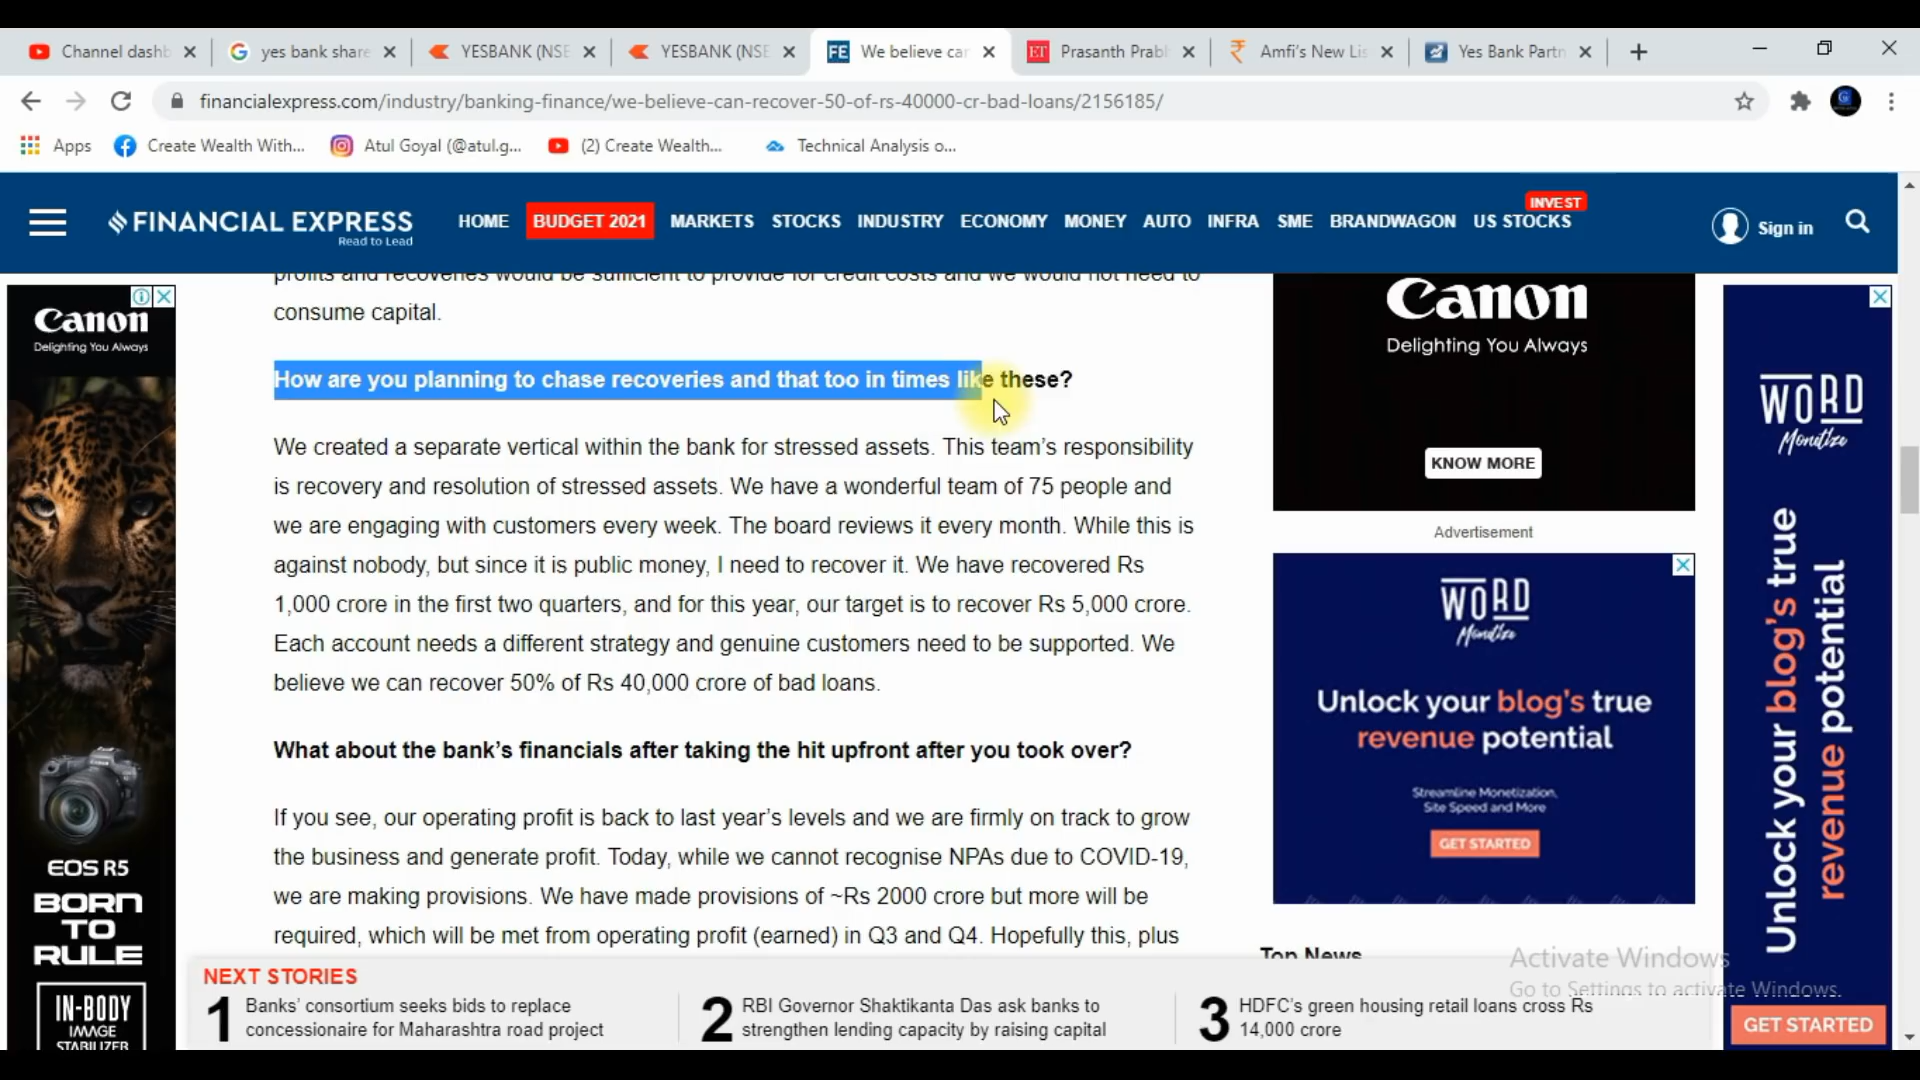 Channel dashb
yes bank share
YESBANK (NSE
YESBANK (NSE
FE We believe can
ET Prasanth Prabh
Amfi's New Lis
Yes Bank Partn
financialexpress.com/industry/banking-finance/we-believe-can-recover-50-of-rs-40000-cr-bad-loans/2156185/
Apps
Create Wealth With...
Atul Goyal (@atul.g...
(2) Create Wealth...
Technical Analysis o...
FINANCIAL EXPRESS
Read to Lead
HOME BUDGET 2021 MARKETS STOCKS INDUSTRY ECONOMY MONEY AUTO INFRA SME BRANDWAGON US STOCKS
INVEST
Sign in
profits and recoveries would be sufficient to provide for credit costs and we would not need to
consume capital.
How are you planning to chase recoveries and that too in times like these?
We created a separate vertical within the bank for stressed assets. This team’s responsibility
is recovery and resolution of stressed assets. We have a wonderful team of 75 people and
we are engaging with customers every week. The board reviews it every month. While this is
against nobody, but since it is public money, I need to recover it. We have recovered Rs
1,000 crore in the first two quarters, and for this year, our target is to recover Rs 5,000 crore.
Each account needs a different strategy and genuine customers need to be supported. We
believe we can recover 50% of Rs 40,000 crore of bad loans.
What about the bank’s financials after taking the hit upfront after you took over?
If you see, our operating profit is back to last year’s levels and we are firmly on track to grow
the business and generate profit. Today, while we cannot recognise NPAs due to COVID-19,
we are making provisions. We have made provisions of ~Rs 2000 crore but more will be
required, which will be met from operating profit (earned) in Q3 and Q4. Hopefully this, plus
Canon
Delighting You Always
EOS R5
BORN
TO
RULE
IN-BODY
IMAGE
STABILIZER
Canon
Delighting You Always
KNOW MORE
Advertisement
WORD
Monetize
Unlock your blog's true
revenue potential
Streamline Monetization,
Site Speed and More
GET STARTED
Top News
WORD
Monetize
Unlock your blog's true
revenue potential
GET STARTED
Activate Windows
Go to Settings to activate Windows.
NEXT STORIES
1 Banks’ consortium seeks bids to replace
concessionaire for Maharashtra road project
2 RBI Governor Shaktikanta Das ask banks to
strengthen lending capacity by raising capital
3 HDFC’s green housing retail loans cross Rs
14,000 crore